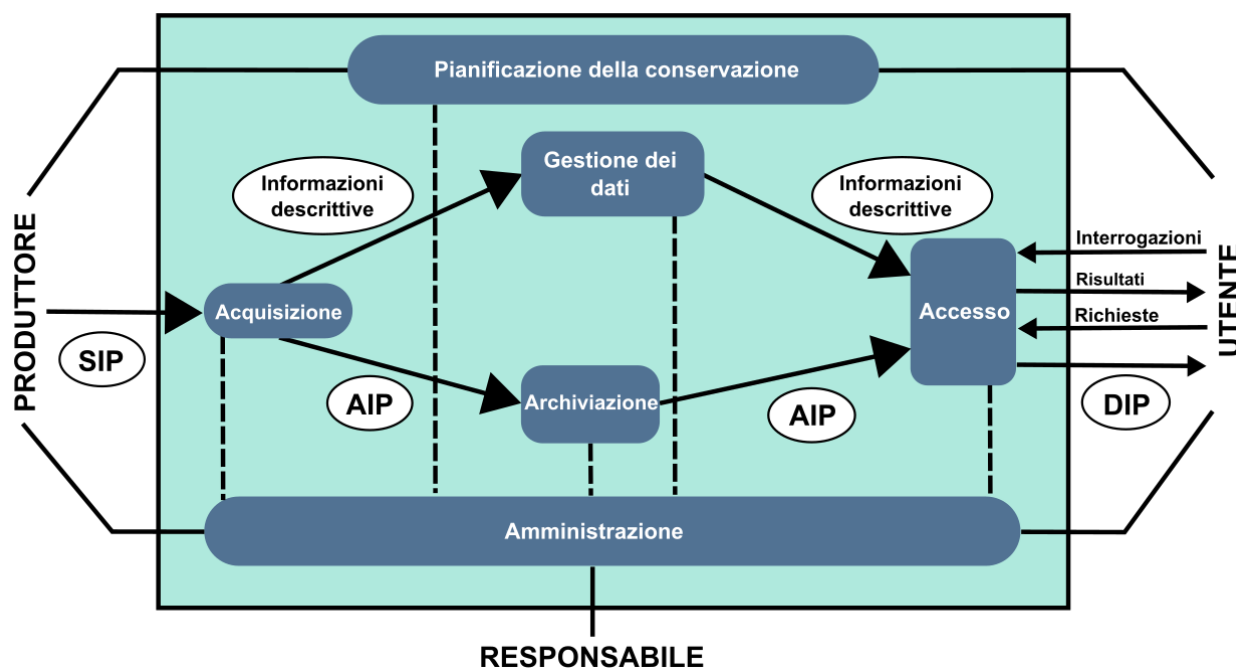 Pianificazione della conservazione
Gestione dei
dati
Informazioni
descrittive
Informazioni
descrittive
PRODUTTORE
SIP
Acquisizione
AIP
Archiviazione
AIP
Accesso
Interrogazioni
Risultati
Richieste
DIP
UTENTE
Amministrazione
RESPONSABILE